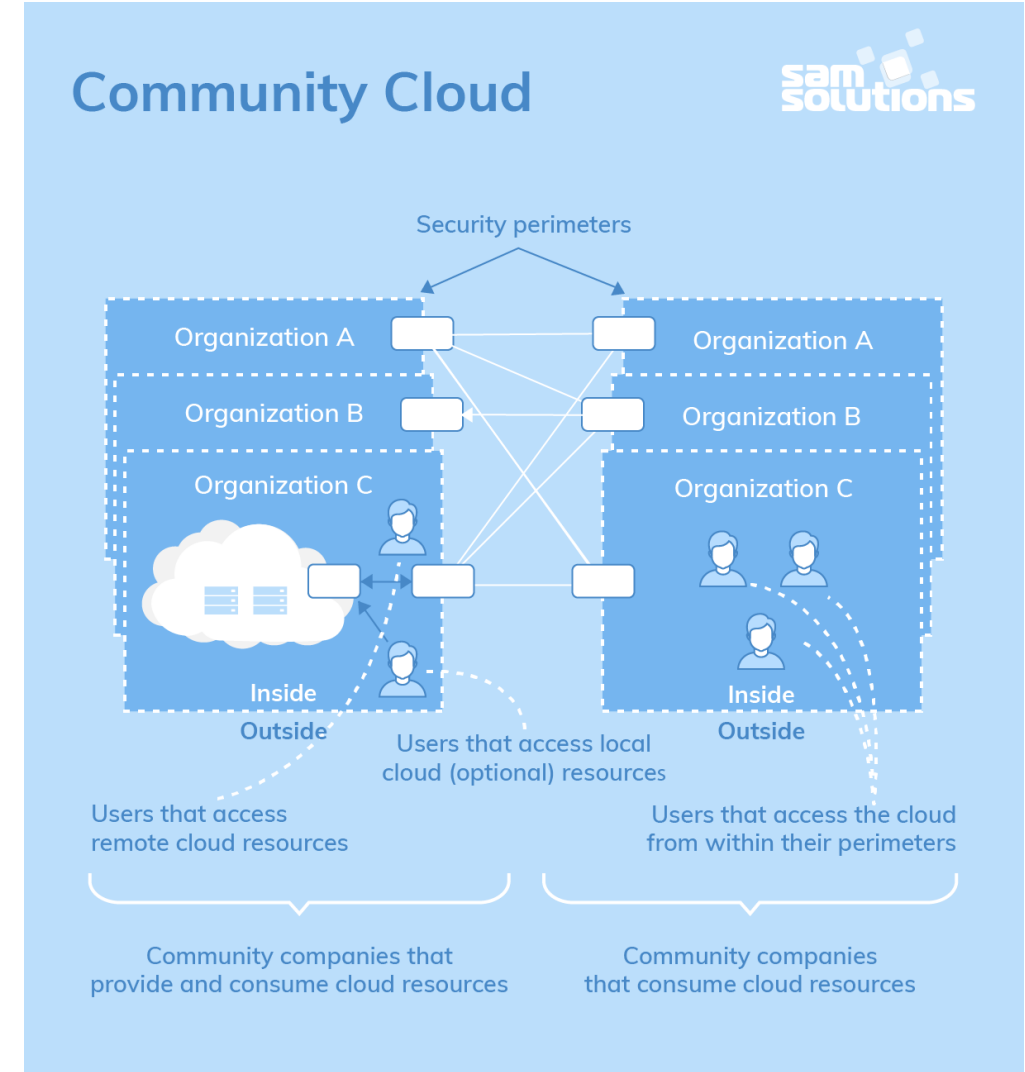 Community Cloud
sam
solutions
Security perimeters
Organization A
Organization B
Organization C
Inside
Outside
Organization A
Organization B
Organization C
Inside
Outside
Users that access local
cloud (optional) resources
Users that access
remote cloud resources
Users that access the cloud
from within their perimeters
Community companies that
provide and consume cloud resources
Community companies
that consume cloud resources